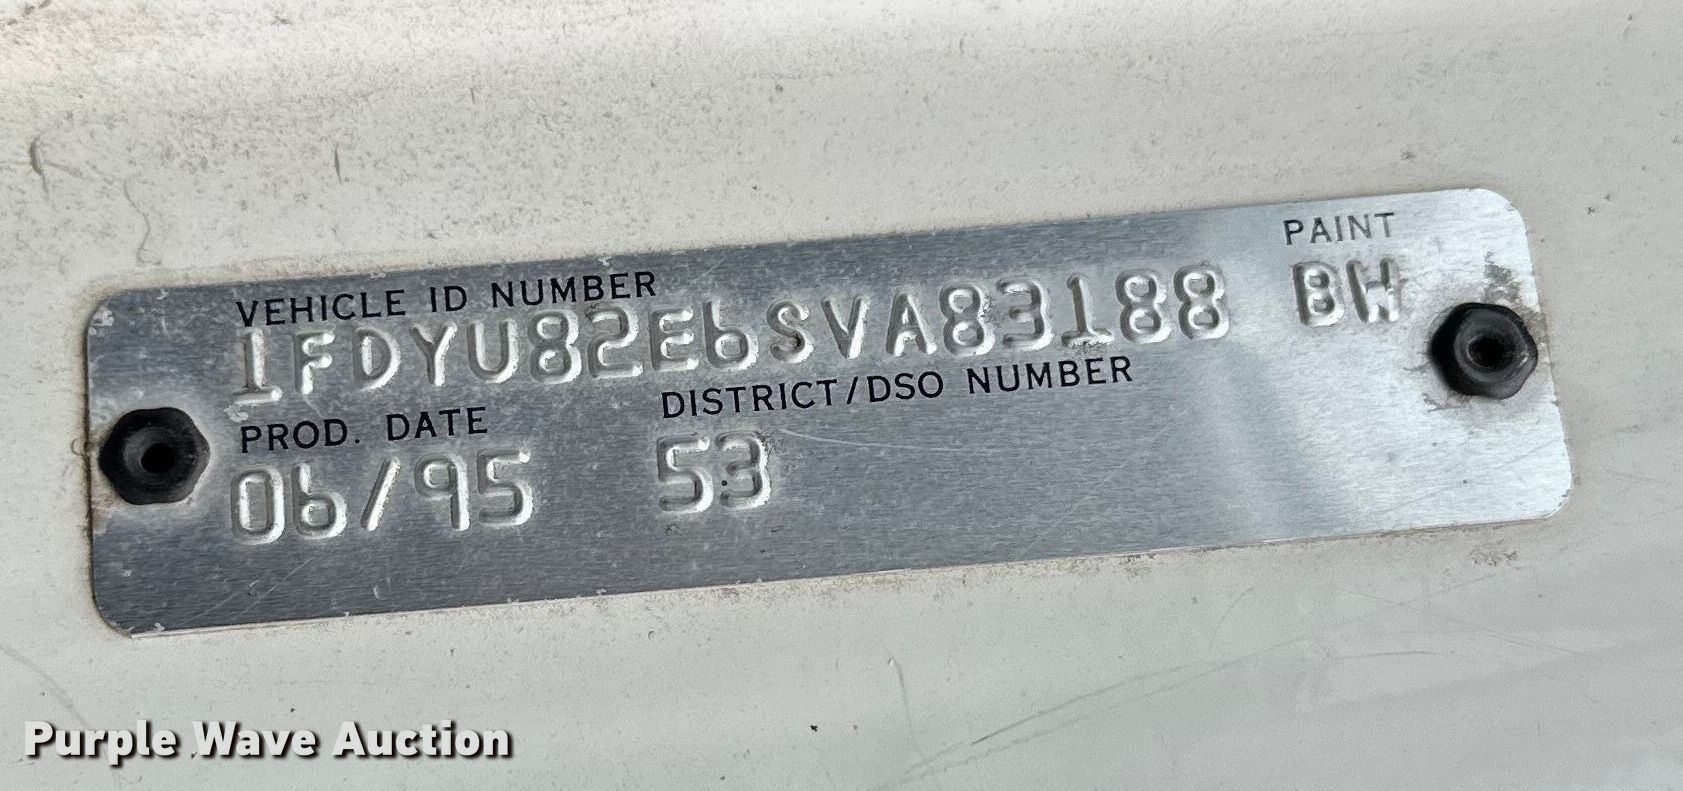 PAINT
VEHICLE ID NUMBER
1FDYU82E6SVA83188 BW
PROD. DATE DISTRICT/DSO NUMBER
06/95 53
Purple Wave Auction